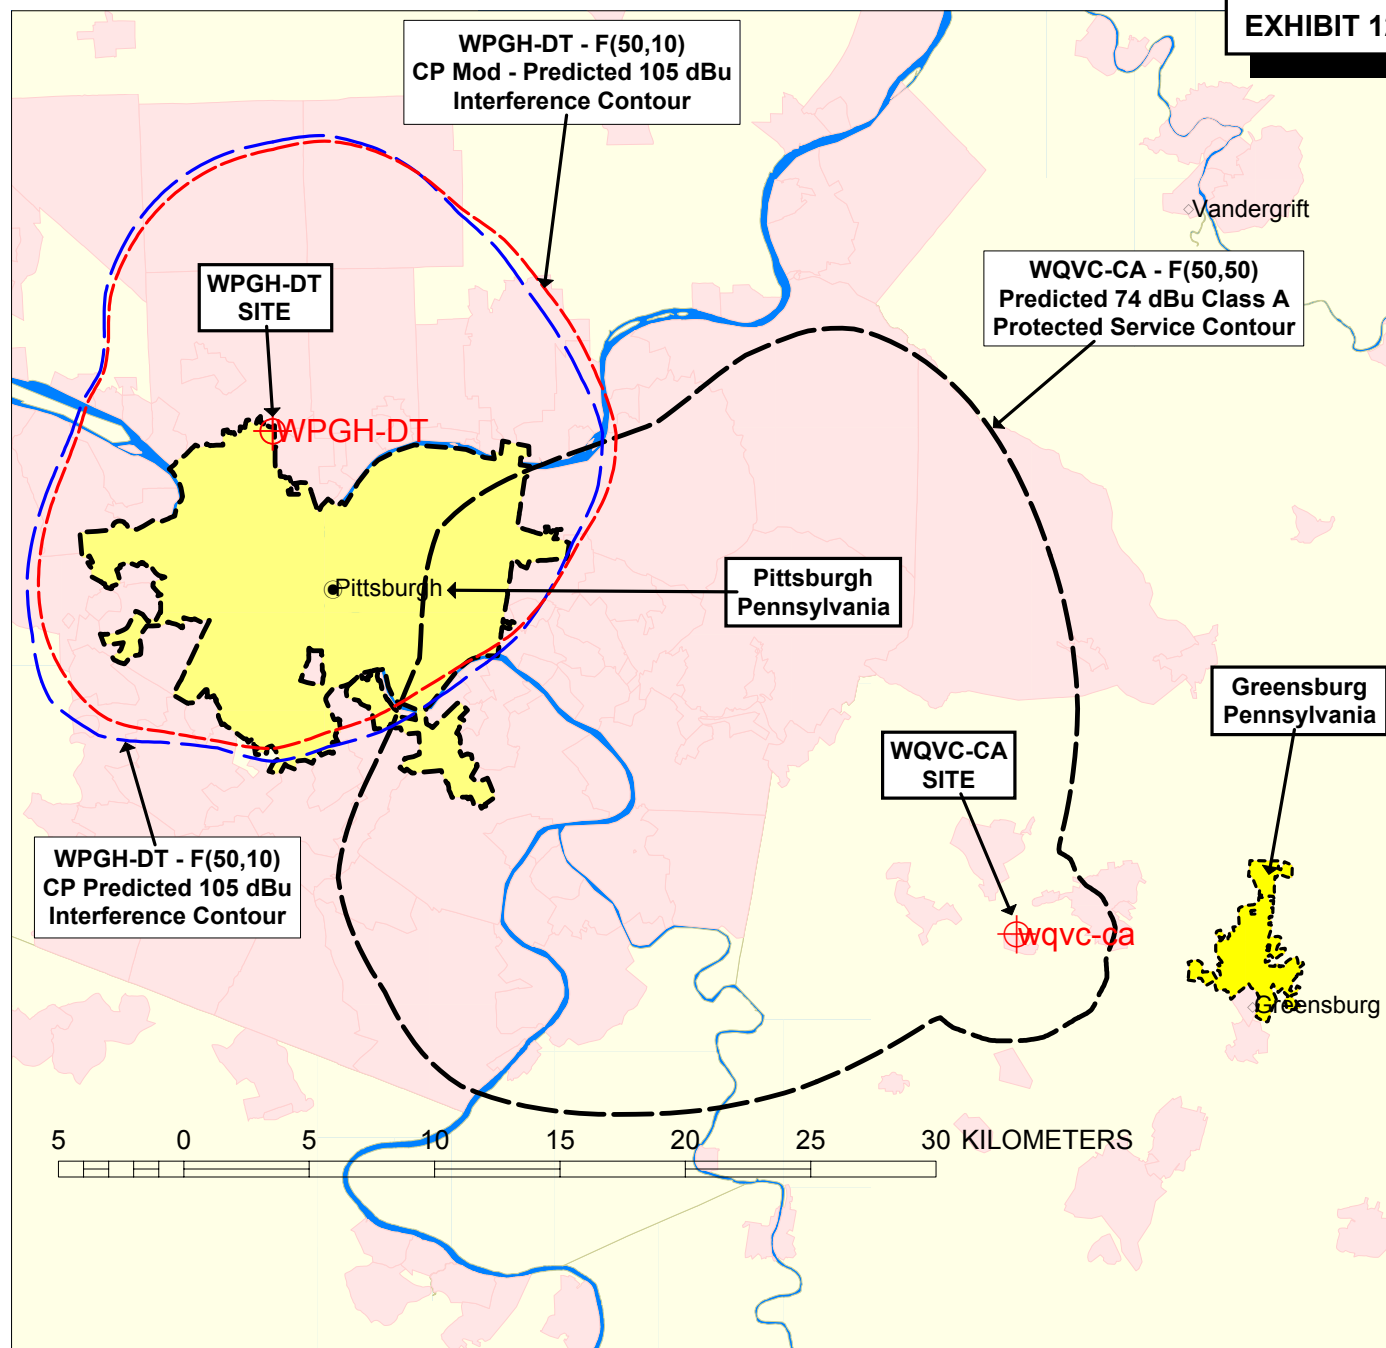 EXHIBIT
WPGH-DT - F(50,10)
CP Mod - Predicted 105 dBu
Interference Contour
Vandergrift
WPGH-DT
SITE
WQVC-CA - F(50,50)
Predicted 74 dBu Class A
Protected Service Contour
WPGH-DT
Pittsburgh
Pittsburgh
Pennsylvania
Greensburg
Pennsylvania
WQVC-CA
SITE
WPGH-DT - F(50,10)
CP Predicted 105 dBu
Interference Contour
wqvc-ca
Greensburg
5 0 5 10 15 20 25 30 KILOMETERS